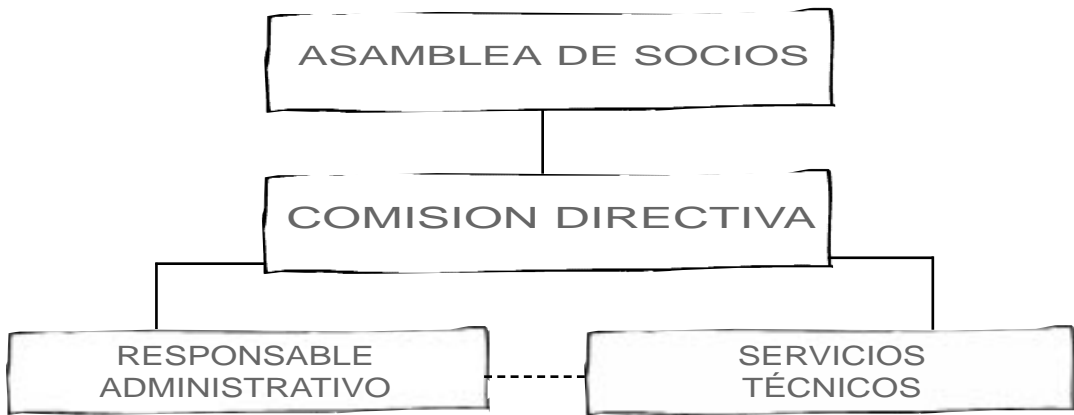 ASAMBLEA DE SOCIOS
COMISION DIRECTIVA
RESPONSABLE
ADMINISTRATIVO
SERVICIOS
TÉCNICOS